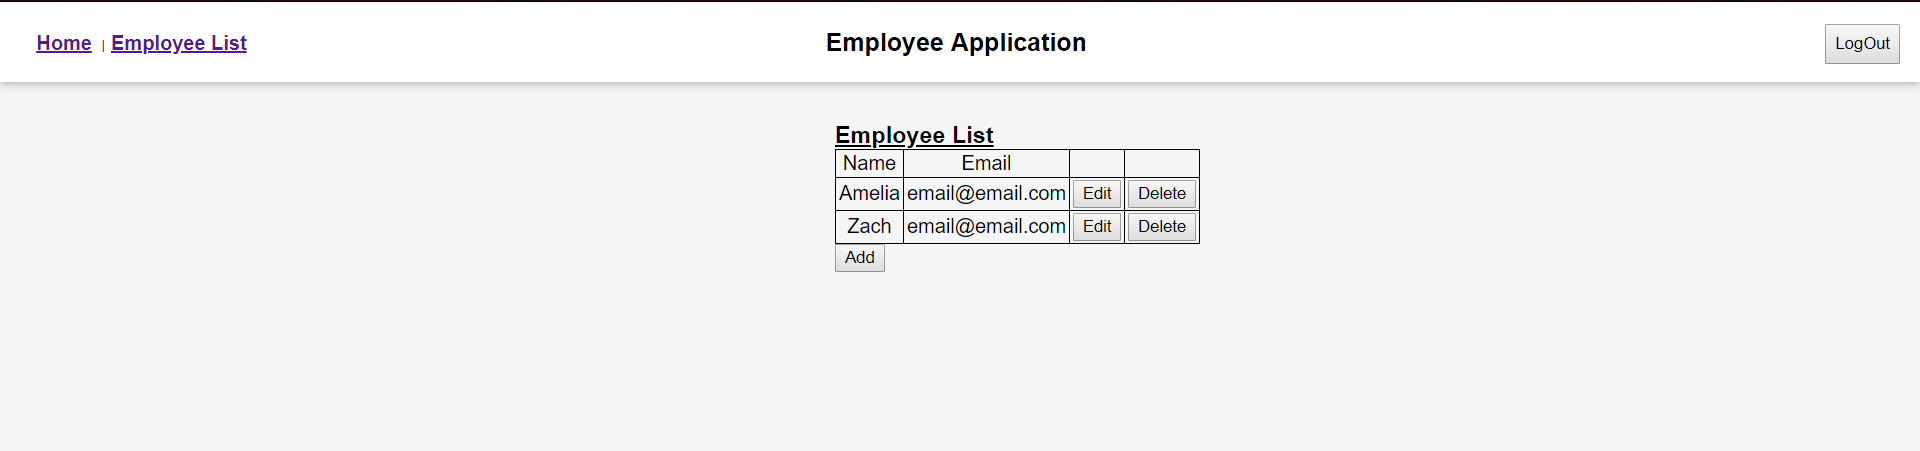 Home | Employee List Employee Application LogOut
Employee List
Name Email
Amelia email@email.com Edit Delete
Zach email@email.com Edit Delete
Add